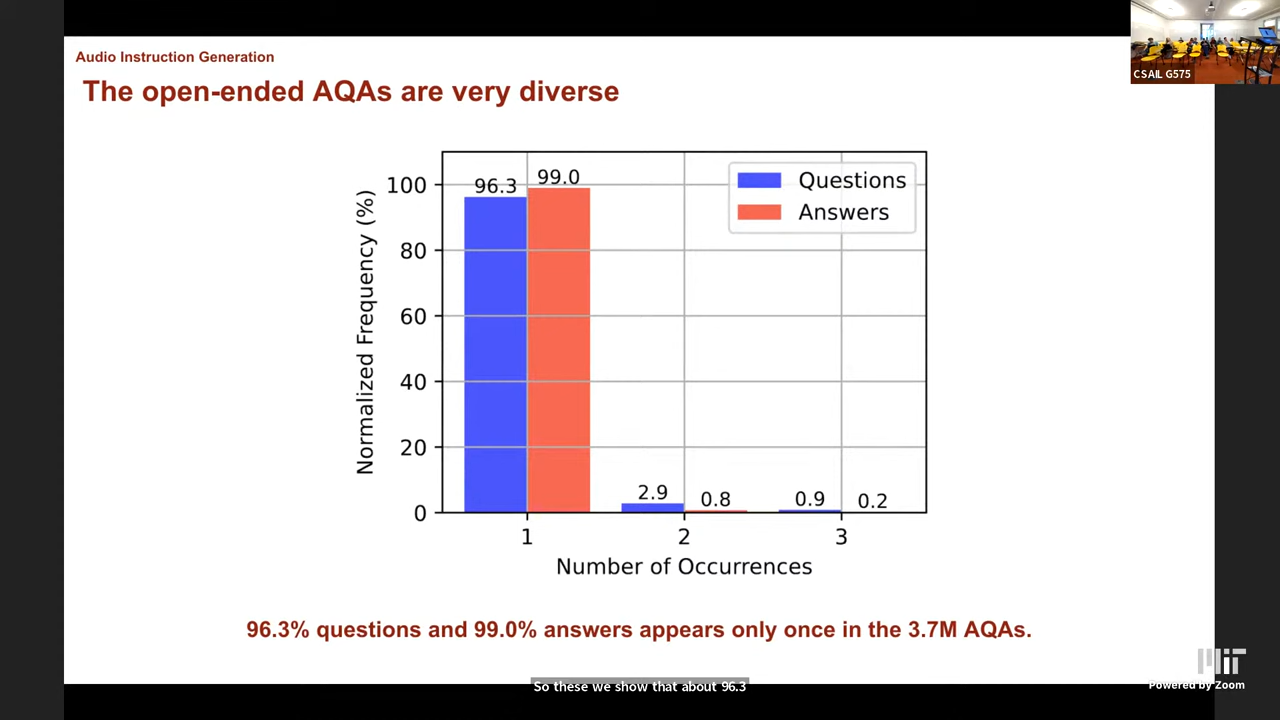 Audio Instruction Generation
The open-ended AQAs are very diverse
CSAIL G575
Normalized Frequency (%)
100
80
60
40
20
0
96.3
99.0
2.9
0.8
0.9
0.2
Questions
Answers
1
2
3
Number of Occurrences
96.3% questions and 99.0% answers appears only once in the 3.7M AQAs.
MIT
Powered by Zoom
So these we show that about 96.3